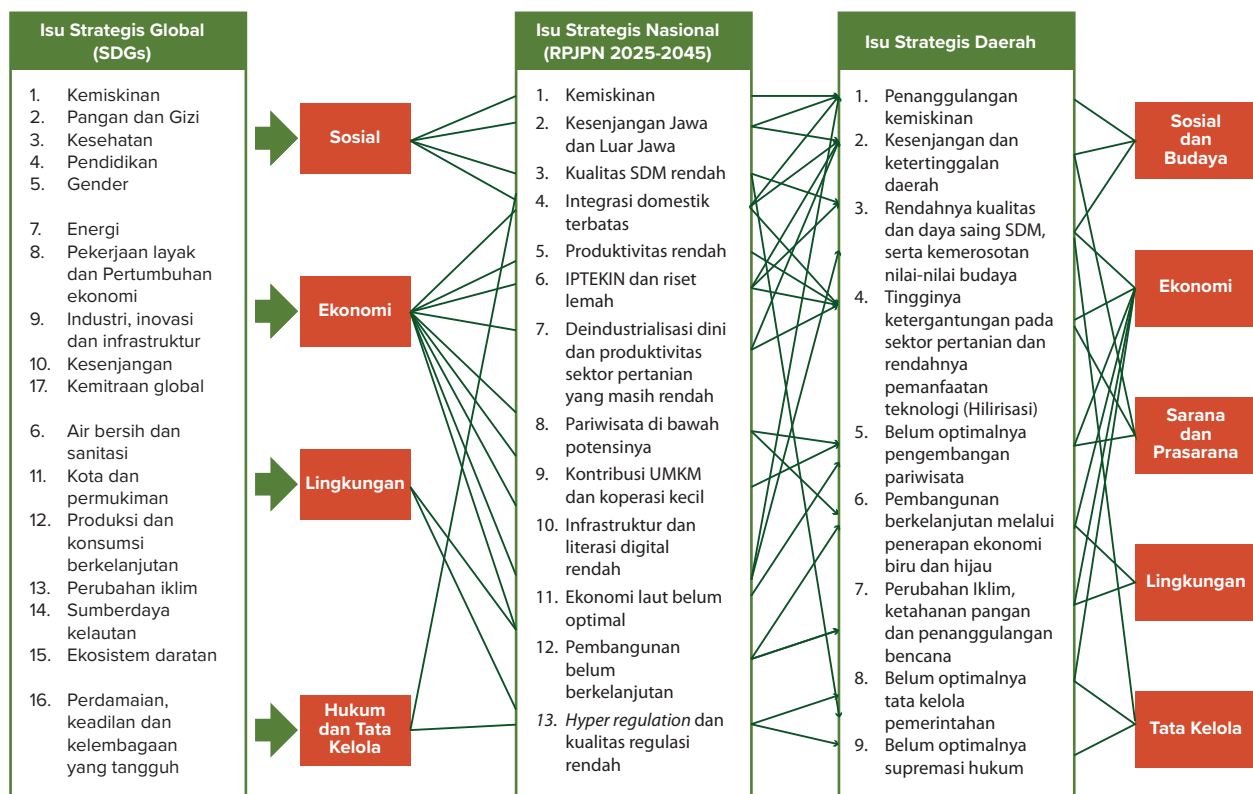 Isu Strategis Global
(SDGs)
1. Kemiskinan
2. Pangan dan Gizi
3. Kesehatan
4. Pendidikan
5. Gender
7. Energi
8. Pekerjaan layak
dan Pertumbuhan
ekonomi
9. Industri, inovasi
dan infrastruktur
10. Kesenjangan
17. Kemitraan global
6. Air bersih dan
sanitasi
11. Kota dan
permukiman
12. Produksi dan
konsumsi
berkelanjutan
13. Perubahan iklim
14. Sumberdaya
kelautan
15. Ekosistem daratan
16. Perdamaian,
keadilan dan
kelembagaan
yang tangguh
Sosial
Ekonomi
Lingkungan
Hukum
dan Tata
Kelola
Isu Strategis Nasional
(RPJPN 2025-2045)
1. Kemiskinan
2. Kesenjangan Jawa
dan Luar Jawa
3. Kualitas SDM rendah
4. Integrasi domestik
terbatas
5. Produktivitas rendah
6. IPTEKIN dan riset
lemah
7. Deindustrialisasi dini
dan produktivitas
sektor pertanian
yang masih rendah
8. Pariwisata di bawah
potensinya
9. Kontribusi UMKM
dan koperasi kecil
10. Infrastruktur dan
literasi digital
rendah
11. Ekonomi laut belum
optimal
12. Pembangunan
belum
berkelanjutan
13. Hyper regulation dan
kualitas regulasi
rendah
Isu Strategis Daerah
1. Penanggulangan
kemiskinan
2. Kesenjangan dan
ketertinggalan
daerah
3. Rendahnya kualitas
dan daya saing SDM,
serta kemerosotan
nilai-nilai budaya
4. Tingginya
ketergantungan pada
sektor pertanian dan
rendahnya
pemanfaatan
teknologi (Hilirisasi)
5. Belum optimalnya
pengembangan
pariwisata
6. Pembangunan
berkelanjutan melalui
penerapan ekonomi
biru dan hijau
7. Perubahan Iklim,
ketahanan pangan
dan penanggulangan
bencana
8. Belum optimalnya
tata kelola
pemerintahan
9. Belum optimalnya
supremasi hukum
Sosial
dan
Budaya
Ekonomi
Sarana
dan
Prasarana
Lingkungan
Tata Kelola